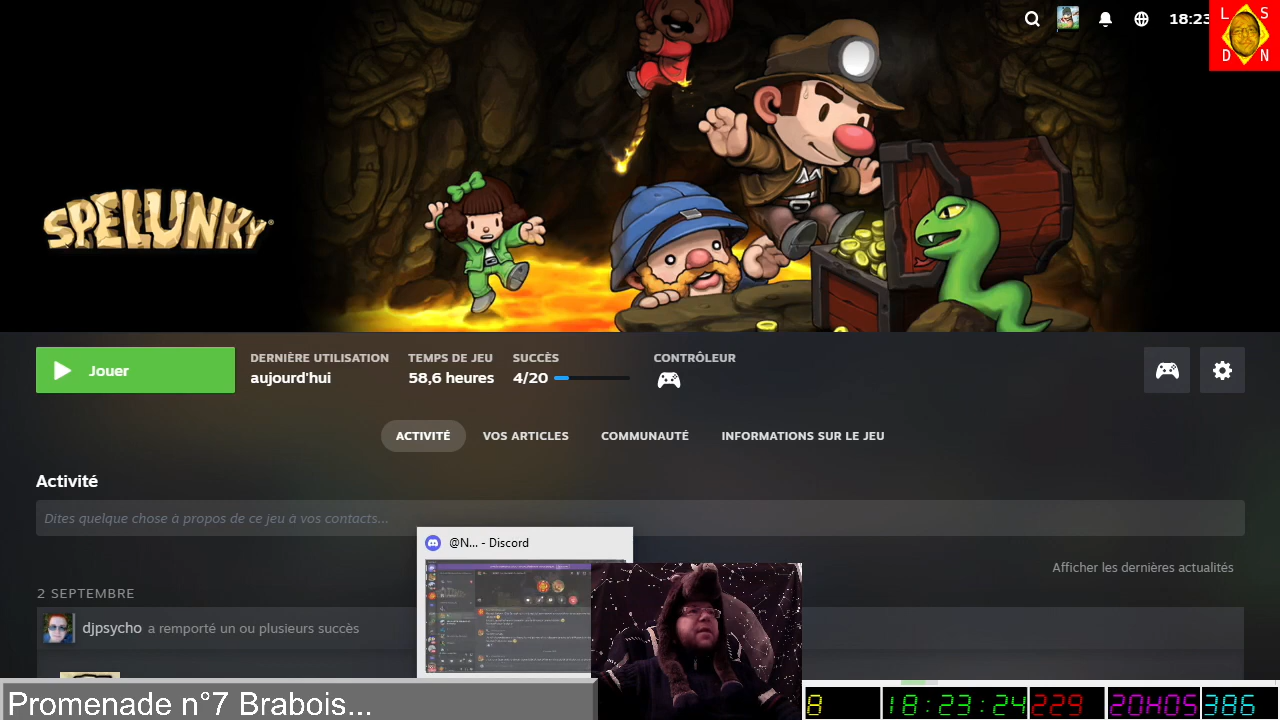 18:23
L S
D N
SPELUNKY
Jouer
DERNIÈRE UTILISATION
aujourd'hui
TEMPS DE JEU
58,6 heures
SUCCÈS
4/20
CONTRÔLEUR
ACTIVITÉ VOS ARTICLES COMMUNAUTÉ INFORMATIONS SUR LE JEU
Activité
Dites quelque chose à propos de ce jeu à vos contacts...
@N... - Discord
Afficher les dernières actualités
2 SEPTEMBRE
djpsycho a remporté un ou plusieurs succès
Promenade n°7 Brabois...
8 18:23:24 229 20H05 386